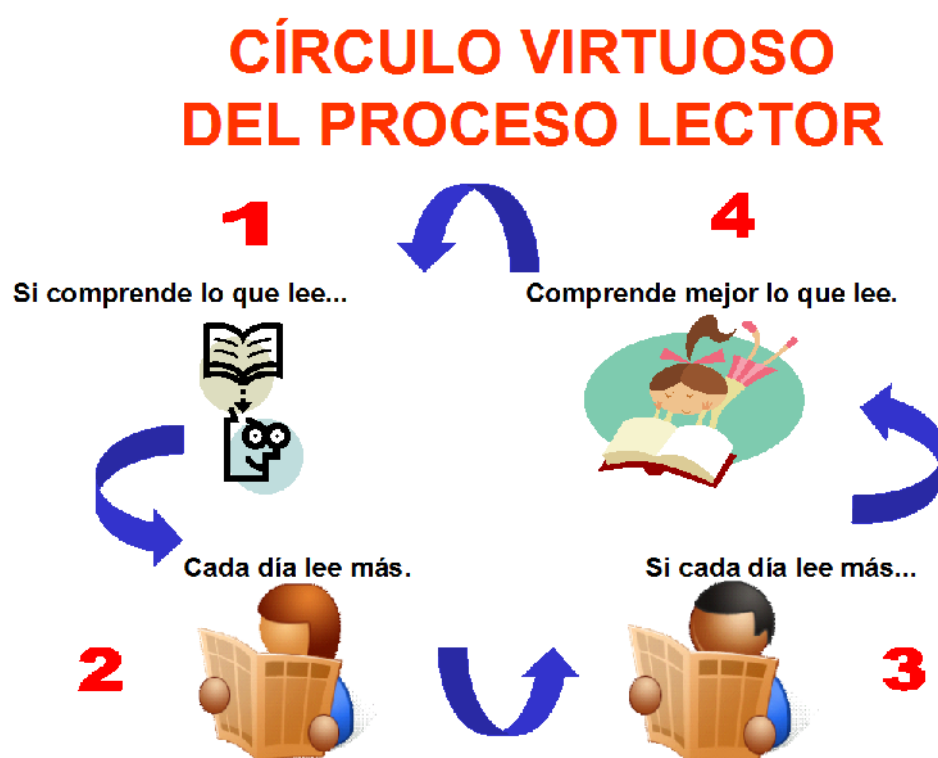 CÍRCULO VIRTUOSO
DEL PROCESO LECTOR
1
Si comprende lo que lee...
2
Cada día lee más.
3
Si cada día lee más...
4
Comprende mejor lo que lee.